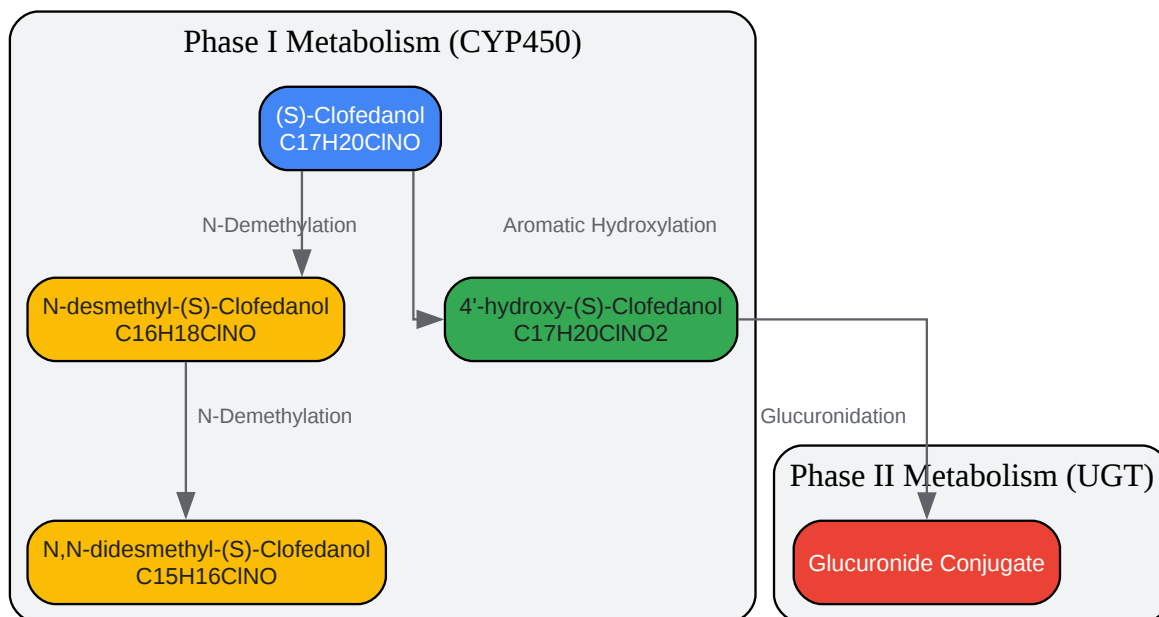 Phase I Metabolism (CYP450)
(S)-Clofedanol
C17H20ClNO
N-Demethylation
Aromatic Hydroxylation
N-desmethyl-(S)-Clofedanol
C16H18ClNO
4'-hydroxy-(S)-Clofedanol
C17H20ClNO2
N-Demethylation
Glucuronidation
Phase II Metabolism (UGT)
N,N-didesmethyl-(S)-Clofedanol
C15H16ClNO
Glucuronide Conjugate